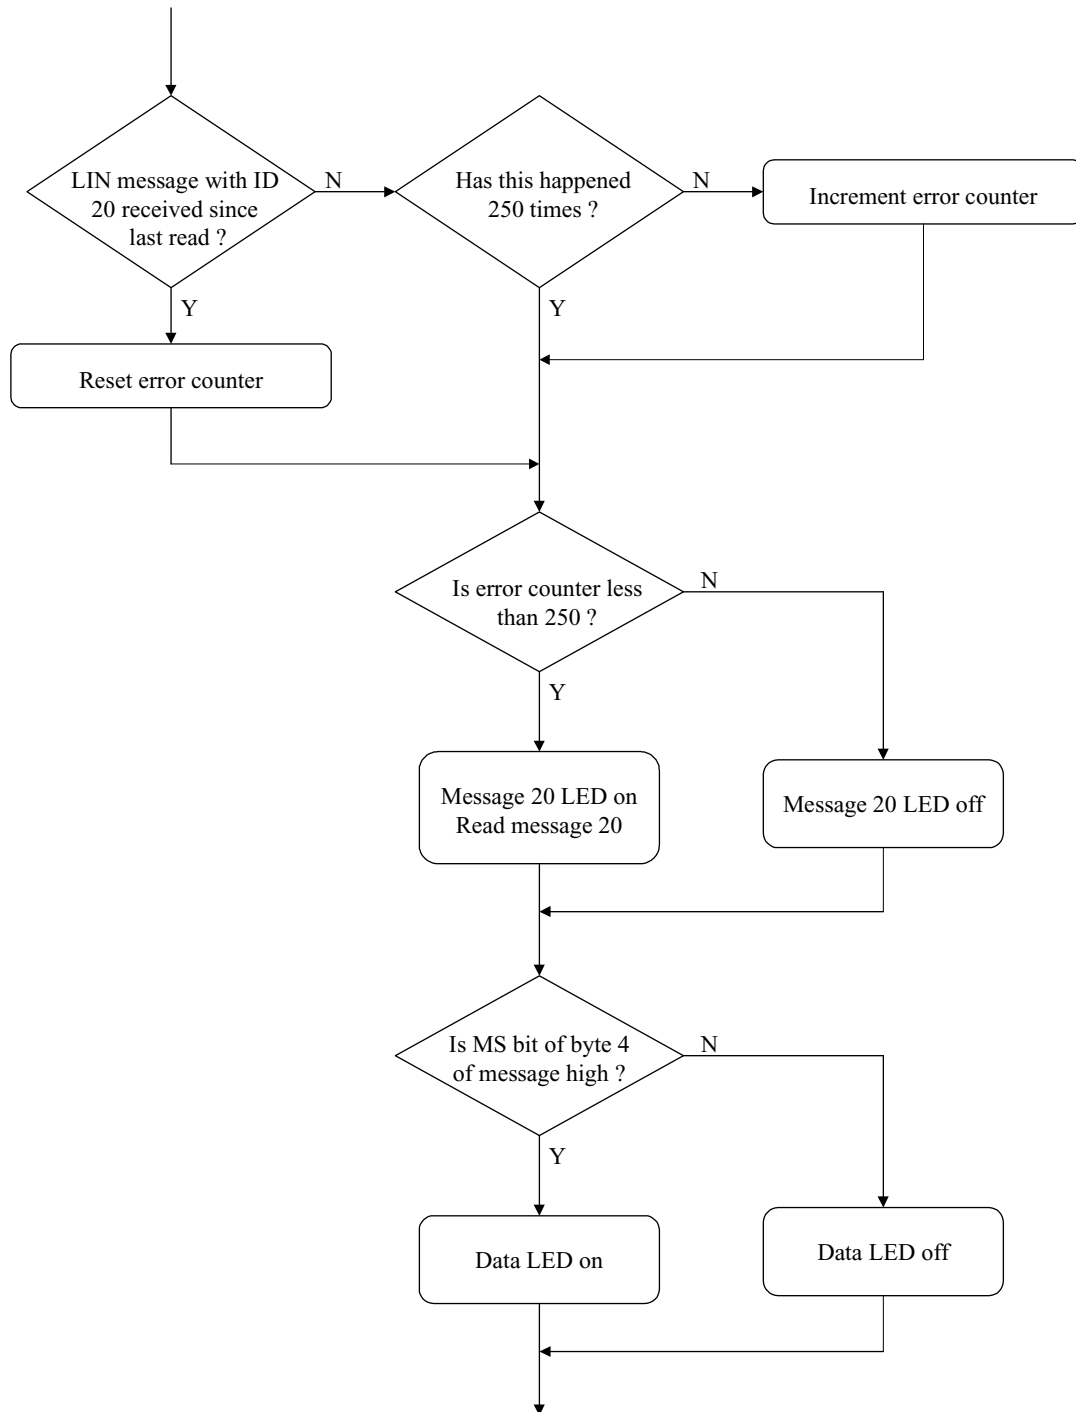 LIN message with ID
20 received since
last read ?
N
Has this happened
250 times ?
N
Increment error counter
Y
Y
Reset error counter
Is error counter less
than 250 ?
N
Y
Message 20 LED on
Read message 20
Message 20 LED off
Is MS bit of byte 4
of message high ?
N
Y
Data LED on
Data LED off